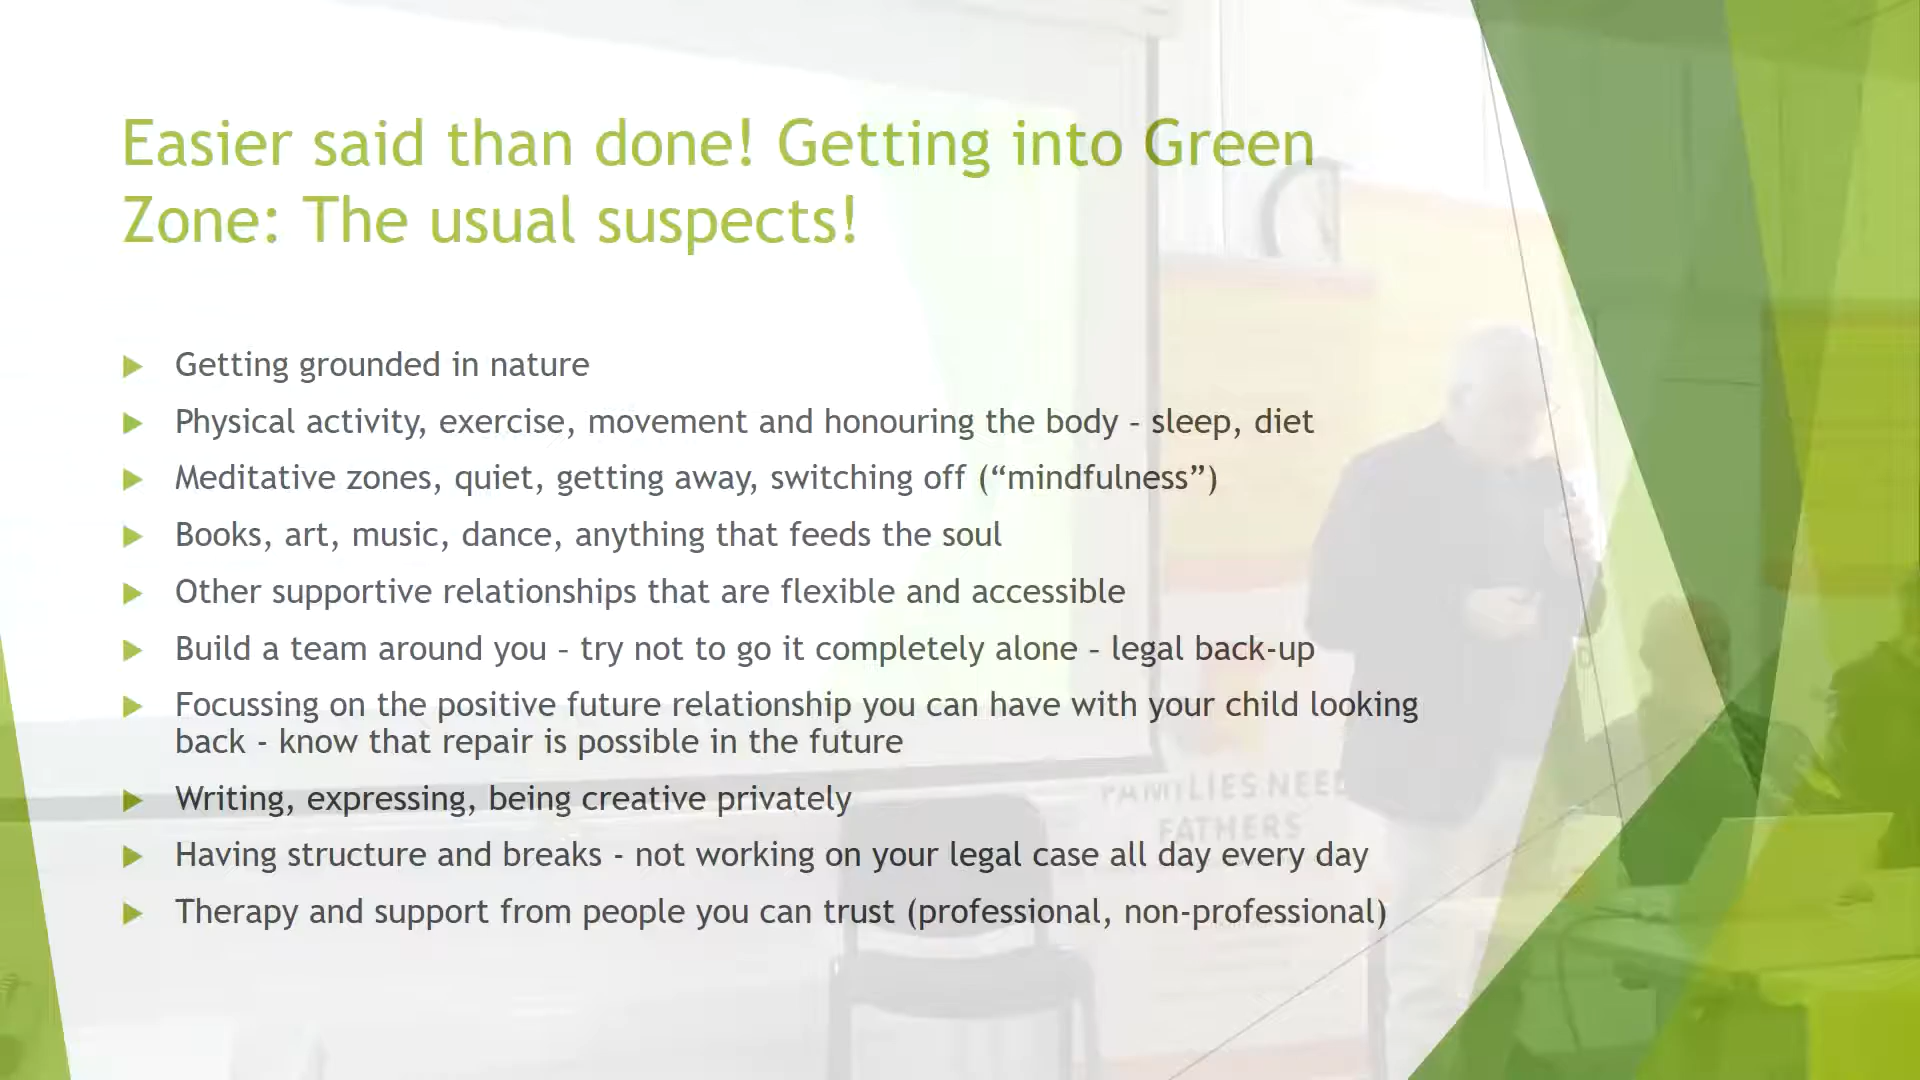 Easier said than done! Getting into Green
Zone: The usual suspects!
Getting grounded in nature
Physical activity, exercise, movement and honouring the body – sleep, diet
Meditative zones, quiet, getting away, switching off (“mindfulness”)
Books, art, music, dance, anything that feeds the soul
Other supportive relationships that are flexible and accessible
Build a team around you – try not to go it completely alone – legal back-up
Focussing on the positive future relationship you can have with your child looking
back - know that repair is possible in the future
Writing, expressing, being creative privately
Having structure and breaks - not working on your legal case all day every day
Therapy and support from people you can trust (professional, non-professional)
FAMILIES NEED
FATHERS